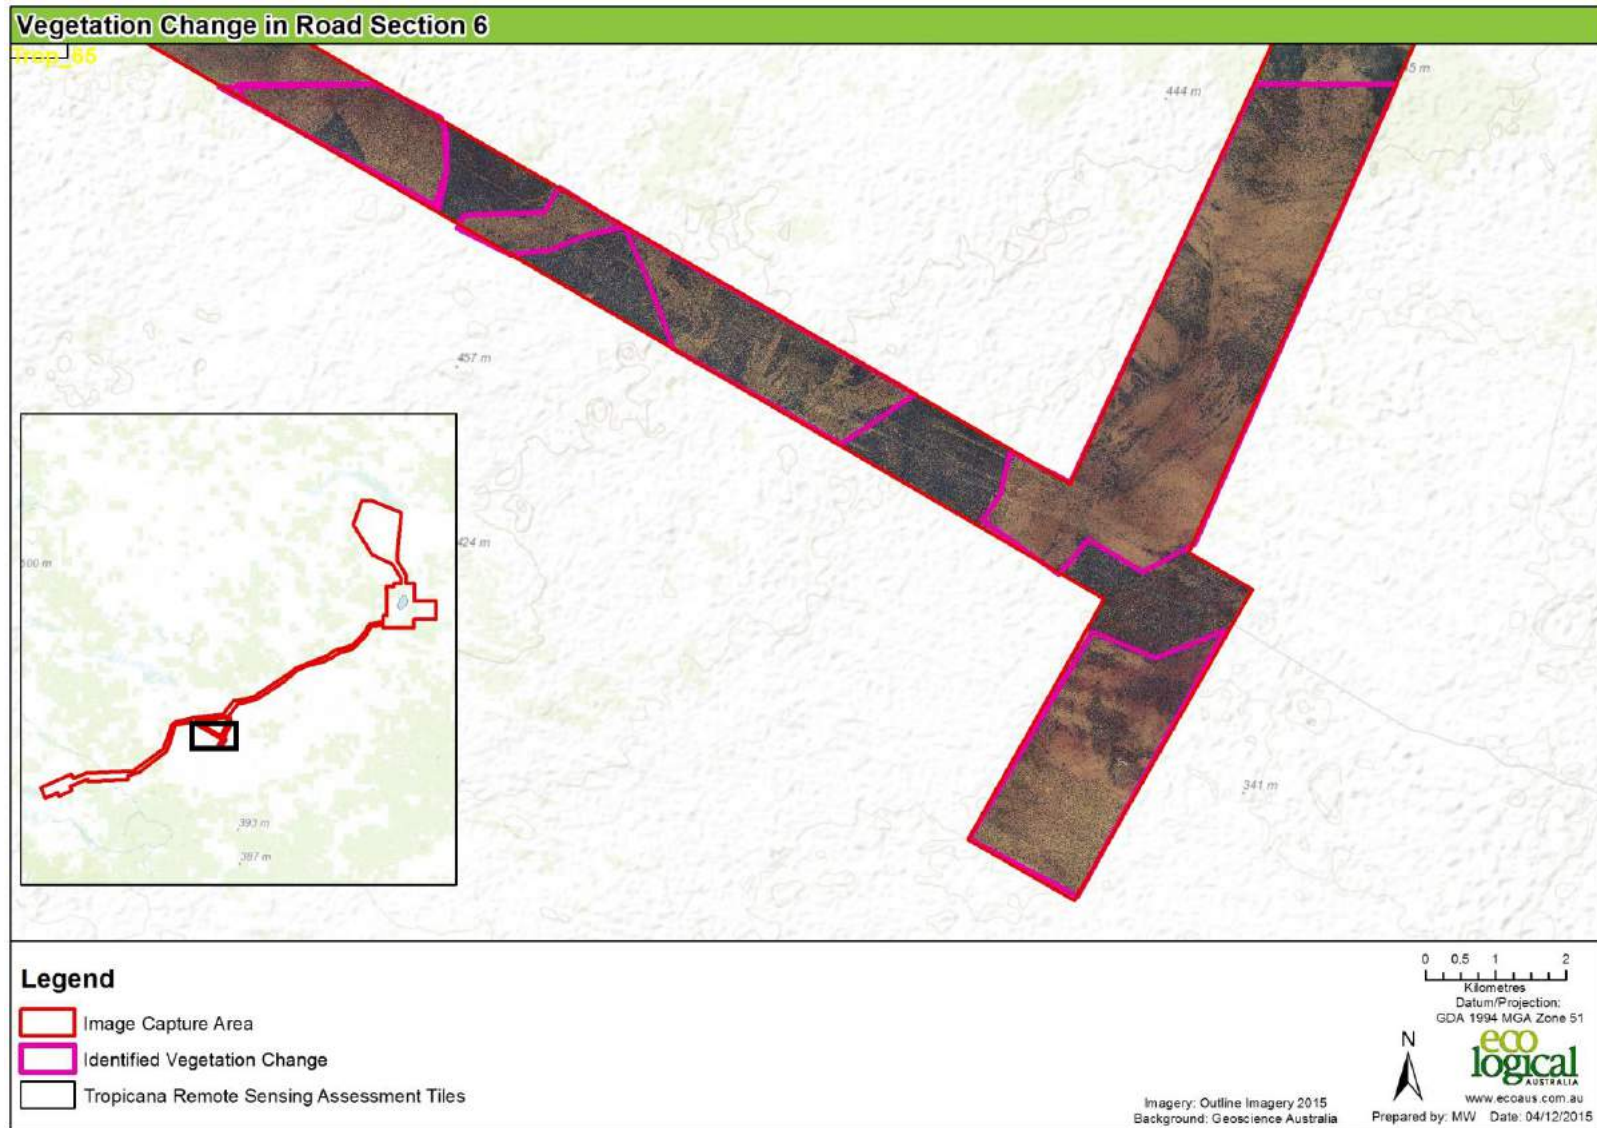 Vegetation Change in Road Section 6
Trop_65
444 m
5 m
457 m
424 m
500 m
393 m
387 m
341 m
Legend
Image Capture Area
Identified Vegetation Change
Tropicana Remote Sensing Assessment Tiles
0 0.5 1 2
Kilometres
Datum/Projection:
GDA 1994 MGA Zone 51
N
eco
logical
AUSTRALIA
www.ecoaus.com.au
Imagery: Outline Imagery 2015
Background: Geoscience Australia
Prepared by: MW Date: 04/12/2015